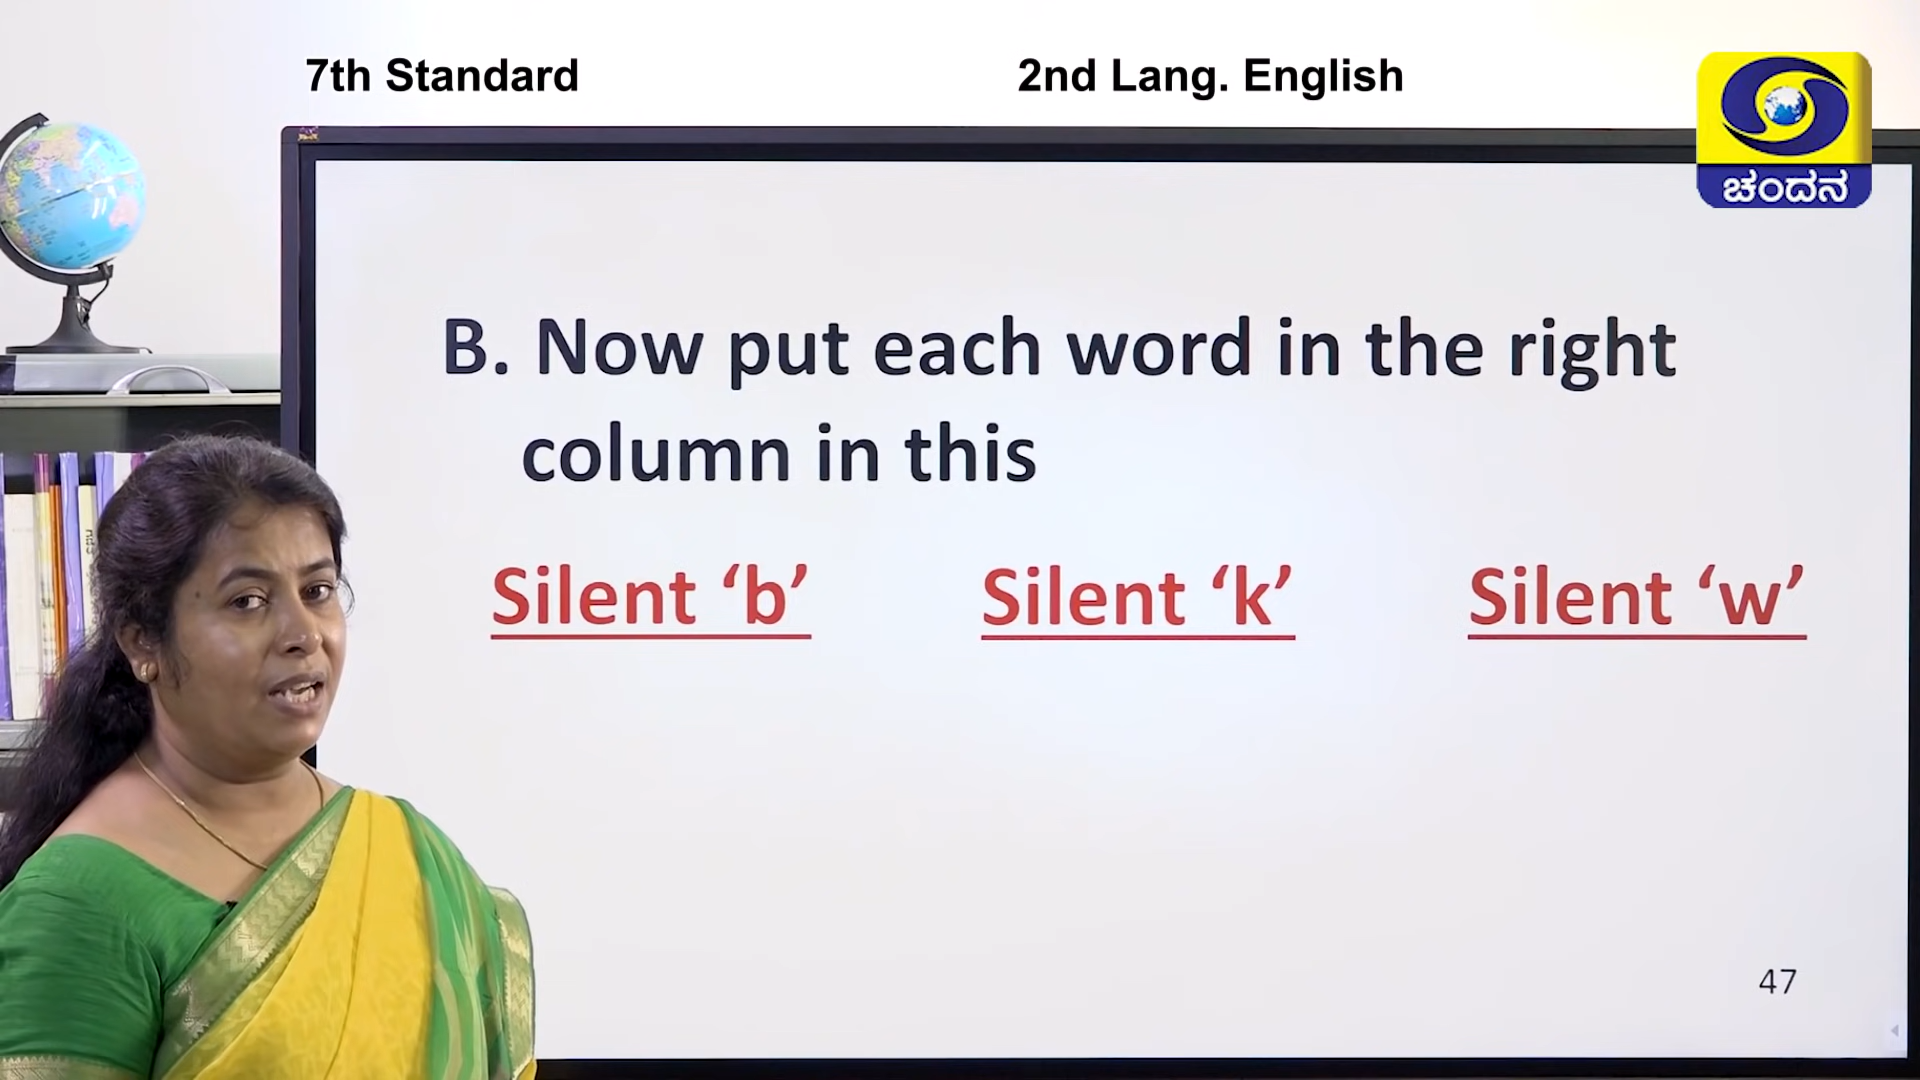 7th Standard
2nd Lang. English
ಚಂದನ
B. Now put each word in the right
column in this
Silent ‘b’
Silent ‘k’
Silent ‘w’
47